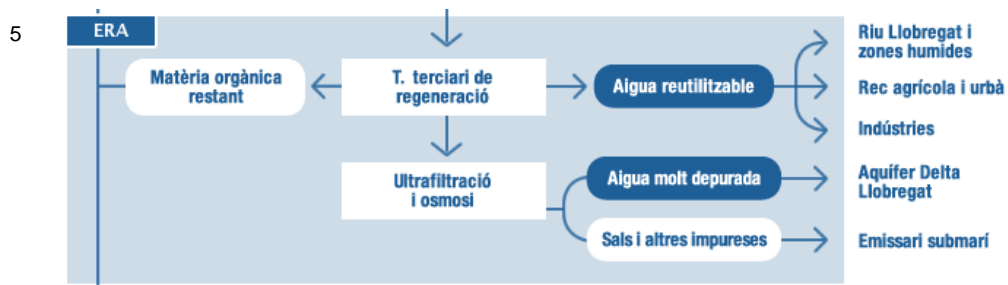 5
ERA
Matèria orgànica
restant
T. terciari de
regeneració
Aigua reutilitzable
Riu Llobregat i
zones humides
Rec agrícola i urbà
Indústries
Ultrafiltració
i osmosi
Aigua molt depurada
Aqüífer Delta
Llobregat
Sals i altres impureses
Emissari submarí